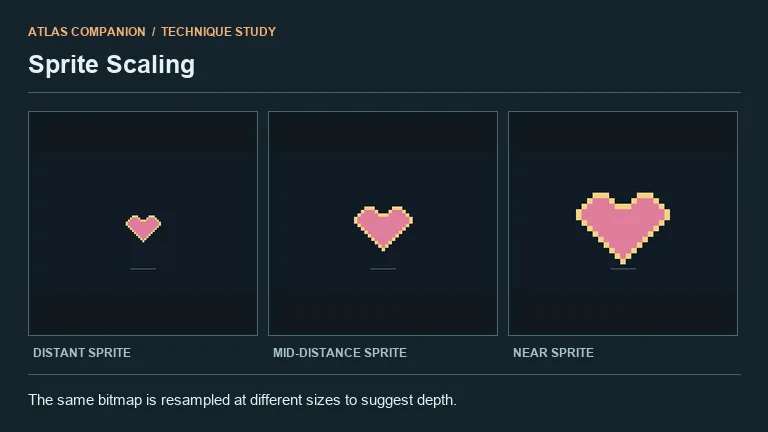 ATLAS COMPANION / TECHNIQUE STUDY
Sprite Scaling
DISTANT SPRITE
MID-DISTANCE SPRITE
NEAR SPRITE
The same bitmap is resampled at different sizes to suggest depth.